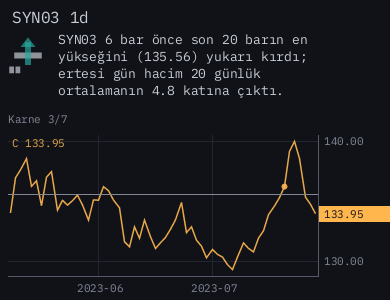 SYN03 1d
SYN03 6 bar önce son 20 barın en
yükseğini (135.56) yukarı kırdı;
ertesi gün hacim 20 günlük
ortalamanın 4.8 katına çıktı.
Karne 3/7
C 133.95
140.00
133.95
130.00
2023-06 2023-07